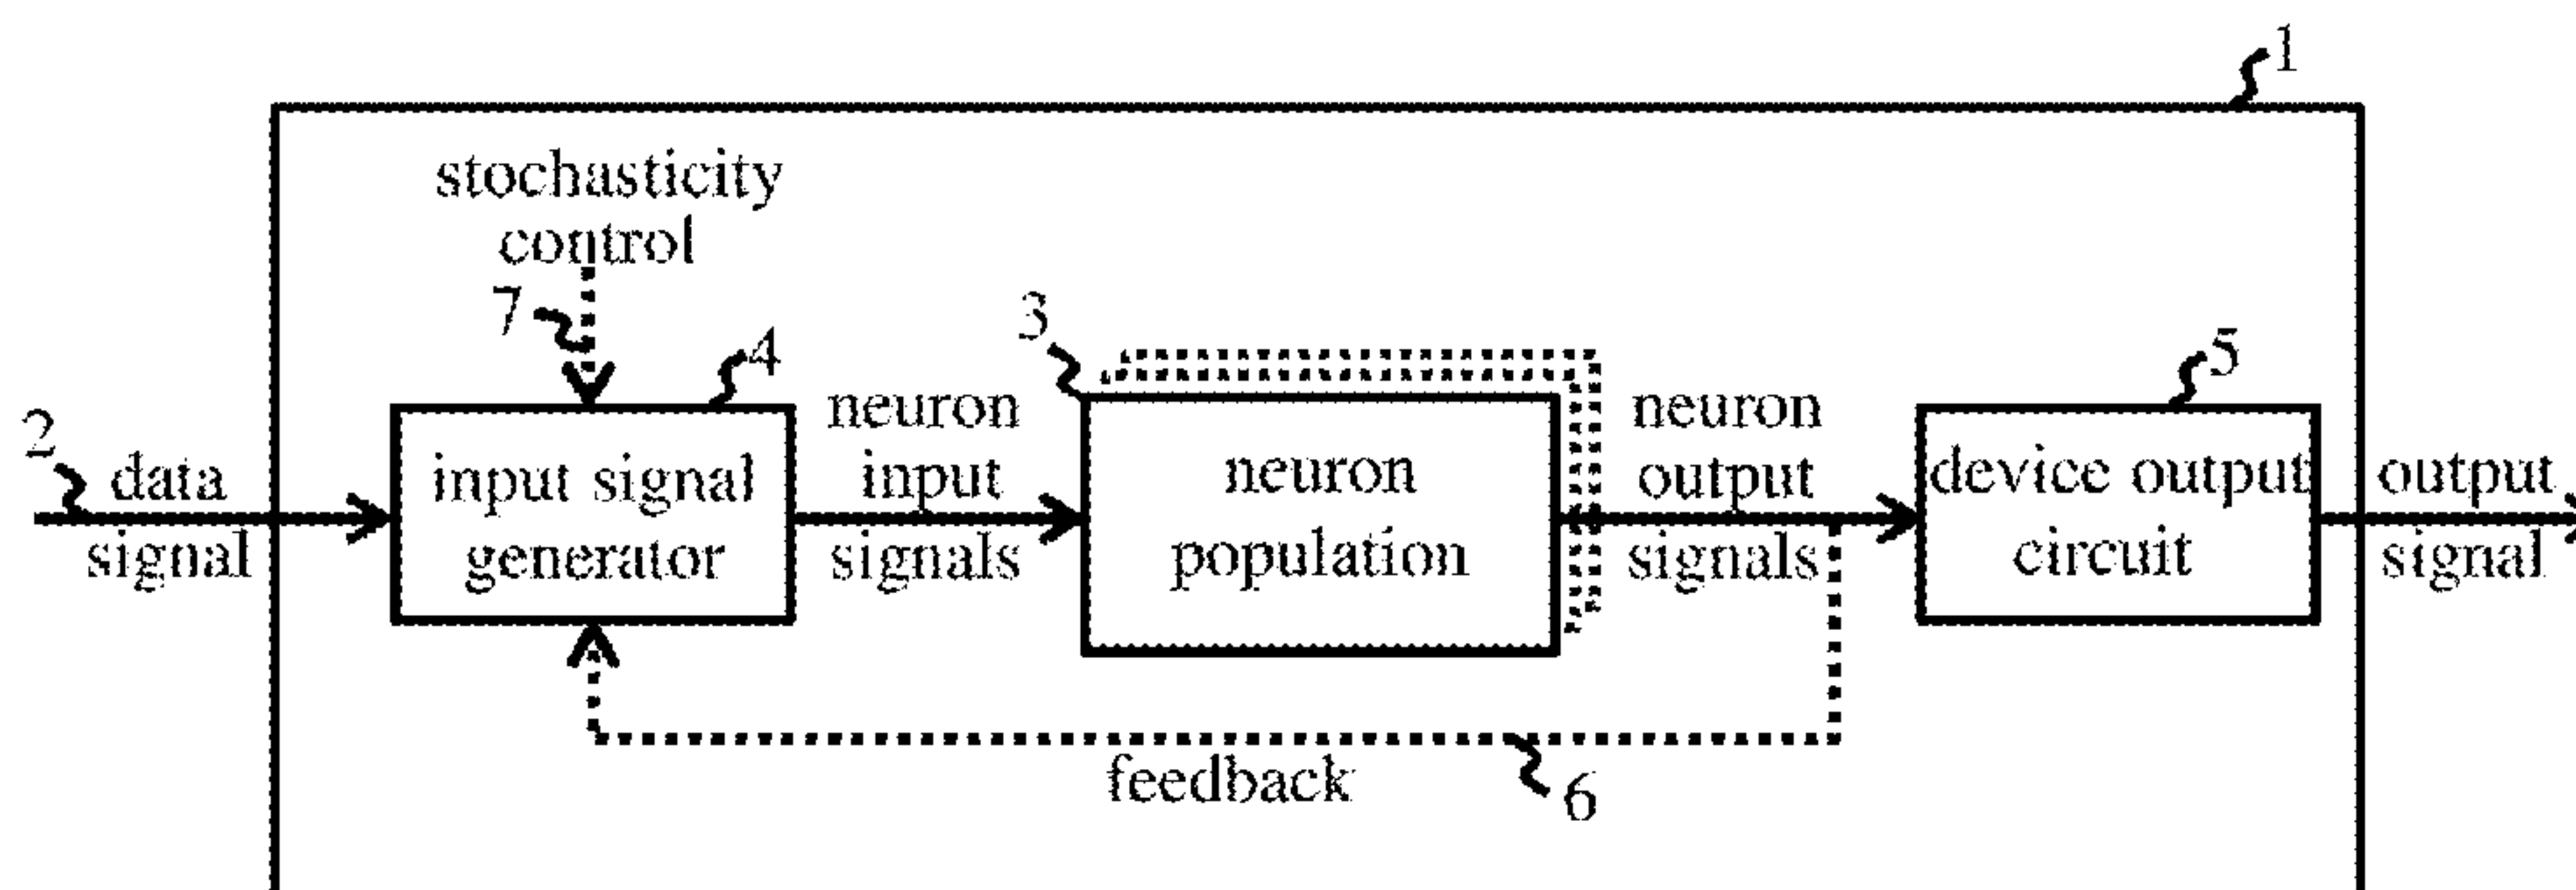 1
stochasticity
control
7
4
3
5
2
data
signal
input signal
generator
neuron
input
signals
neuron
population
neuron
output
signals
device output
circuit
output
signal
feedback
6